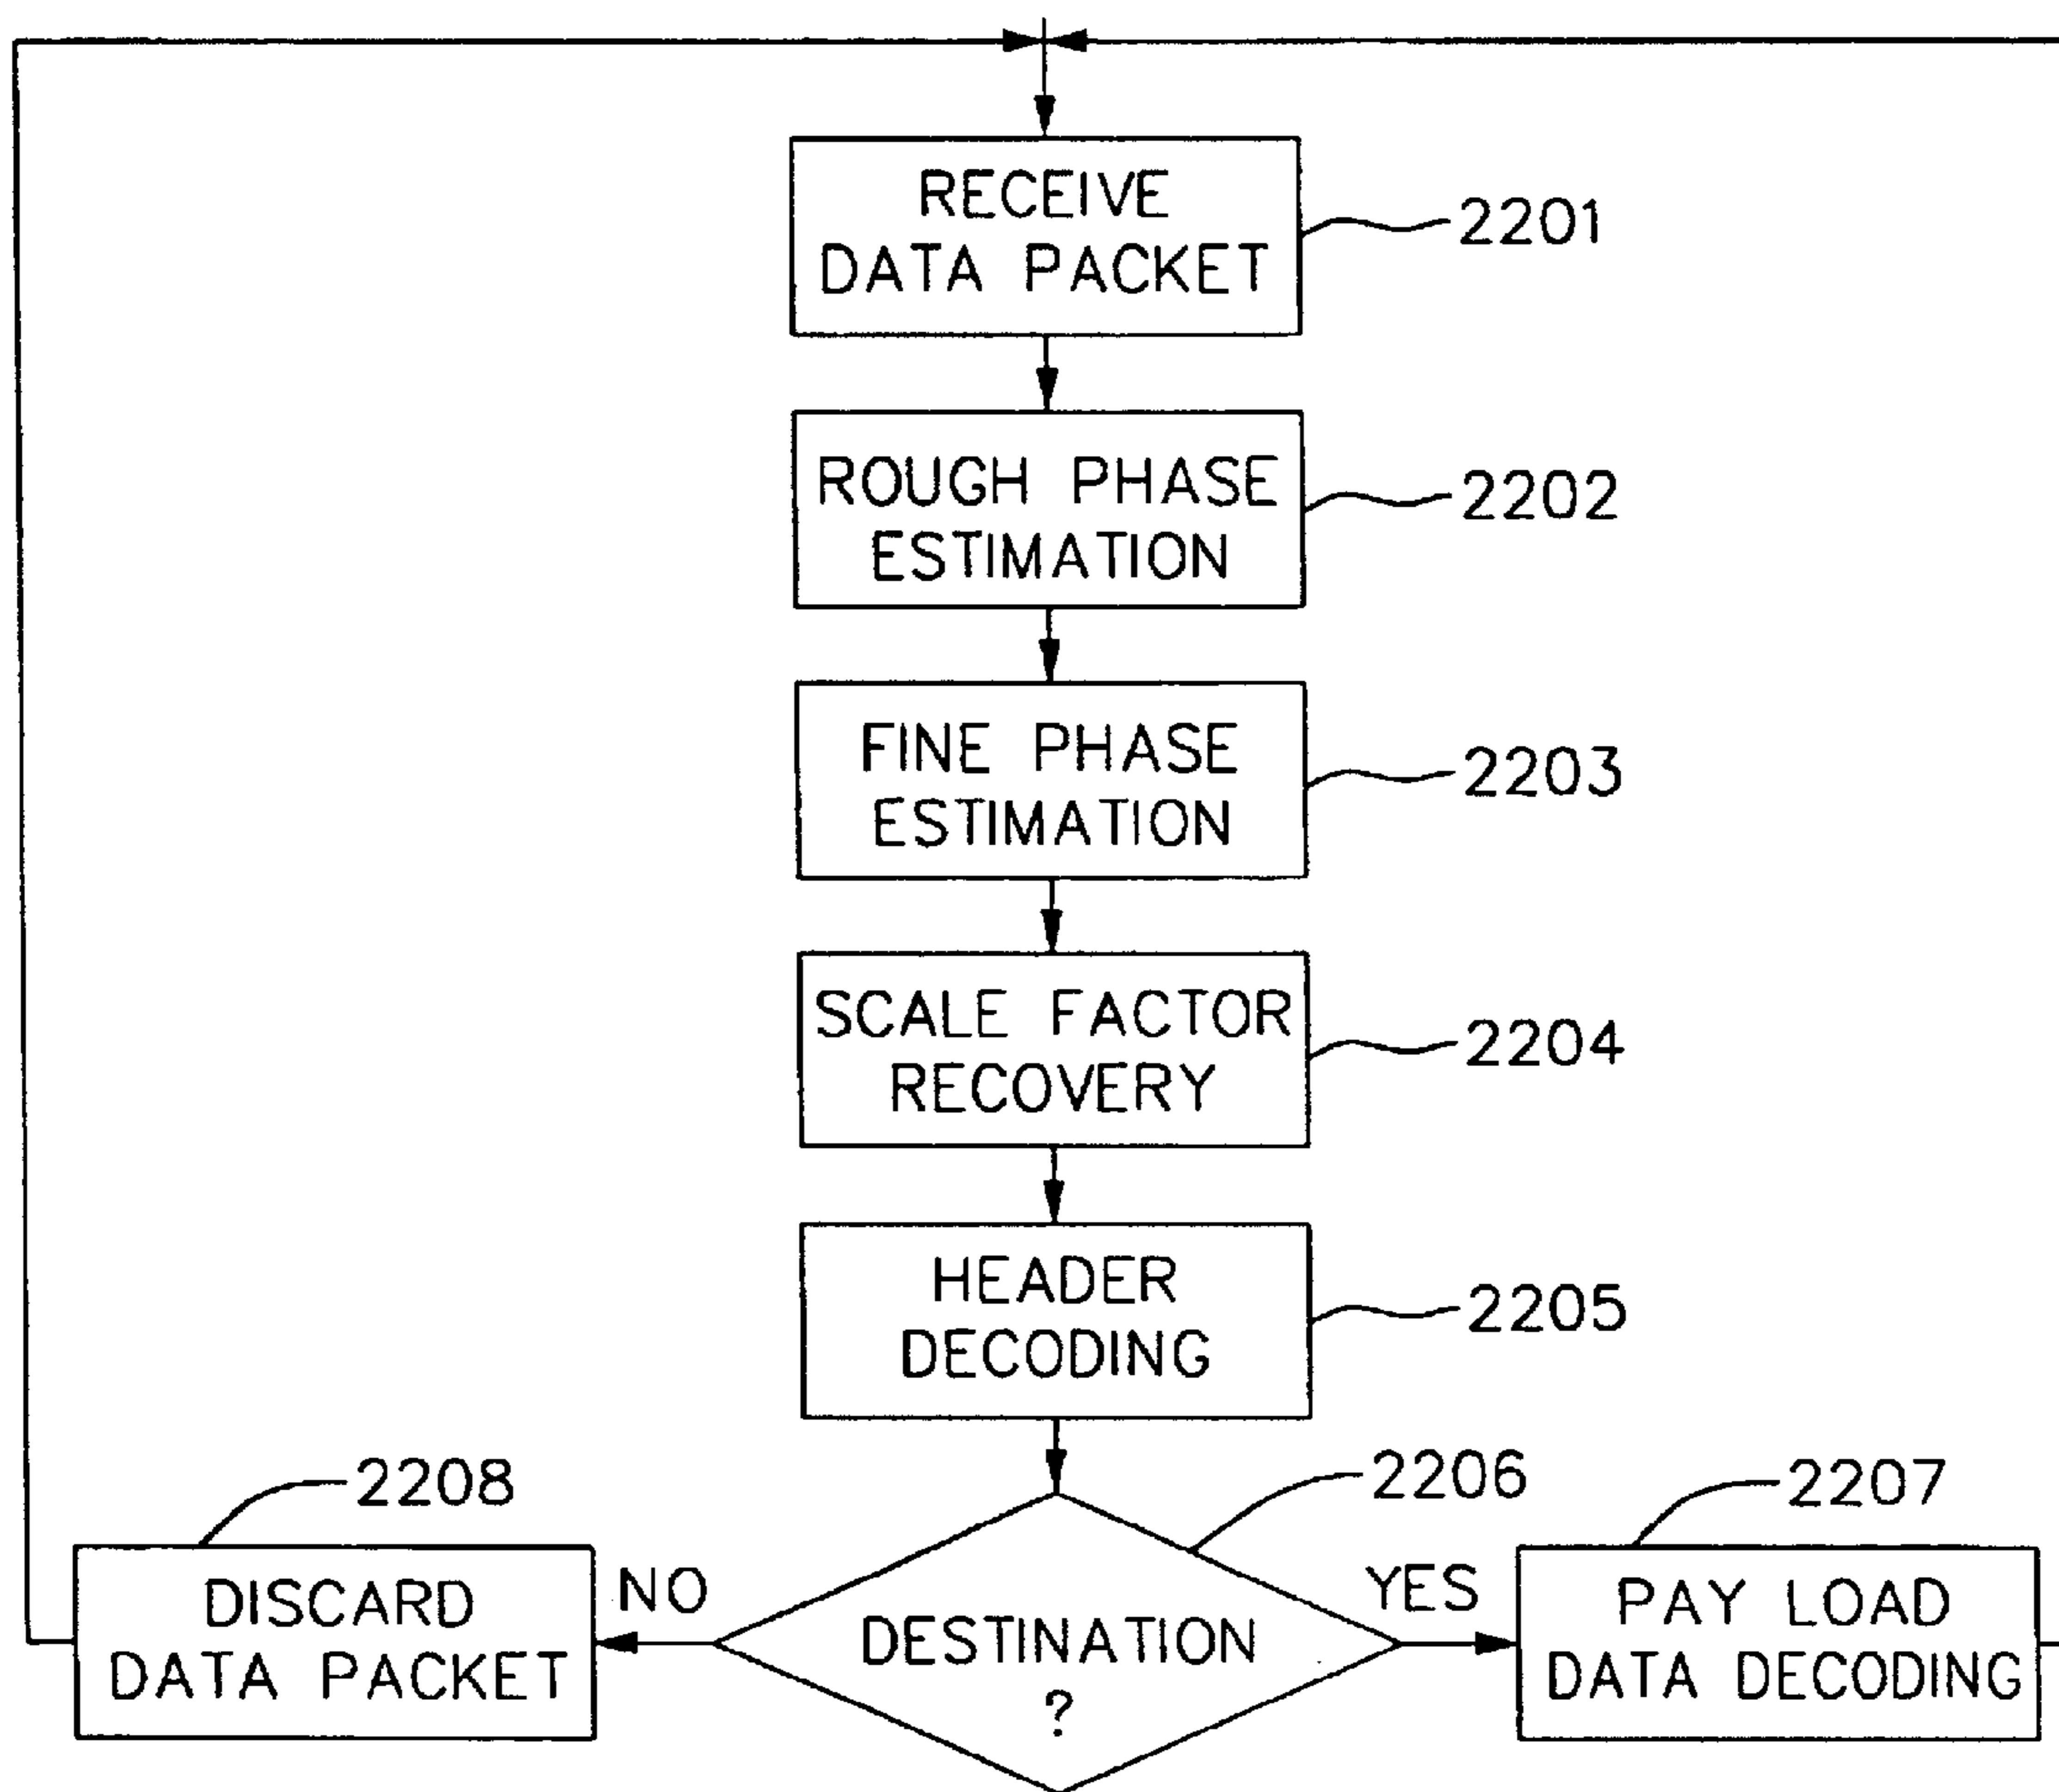 RECEIVE
DATA PACKET
2201
ROUGH PHASE
ESTIMATION
2202
FINE PHASE
ESTIMATION
2203
SCALE FACTOR
RECOVERY
2204
HEADER
DECODING
2205
2208
2206
2207
DISCARD
DATA PACKET
NO
DESTINATION
?
YES
PAY LOAD
DATA DECODING